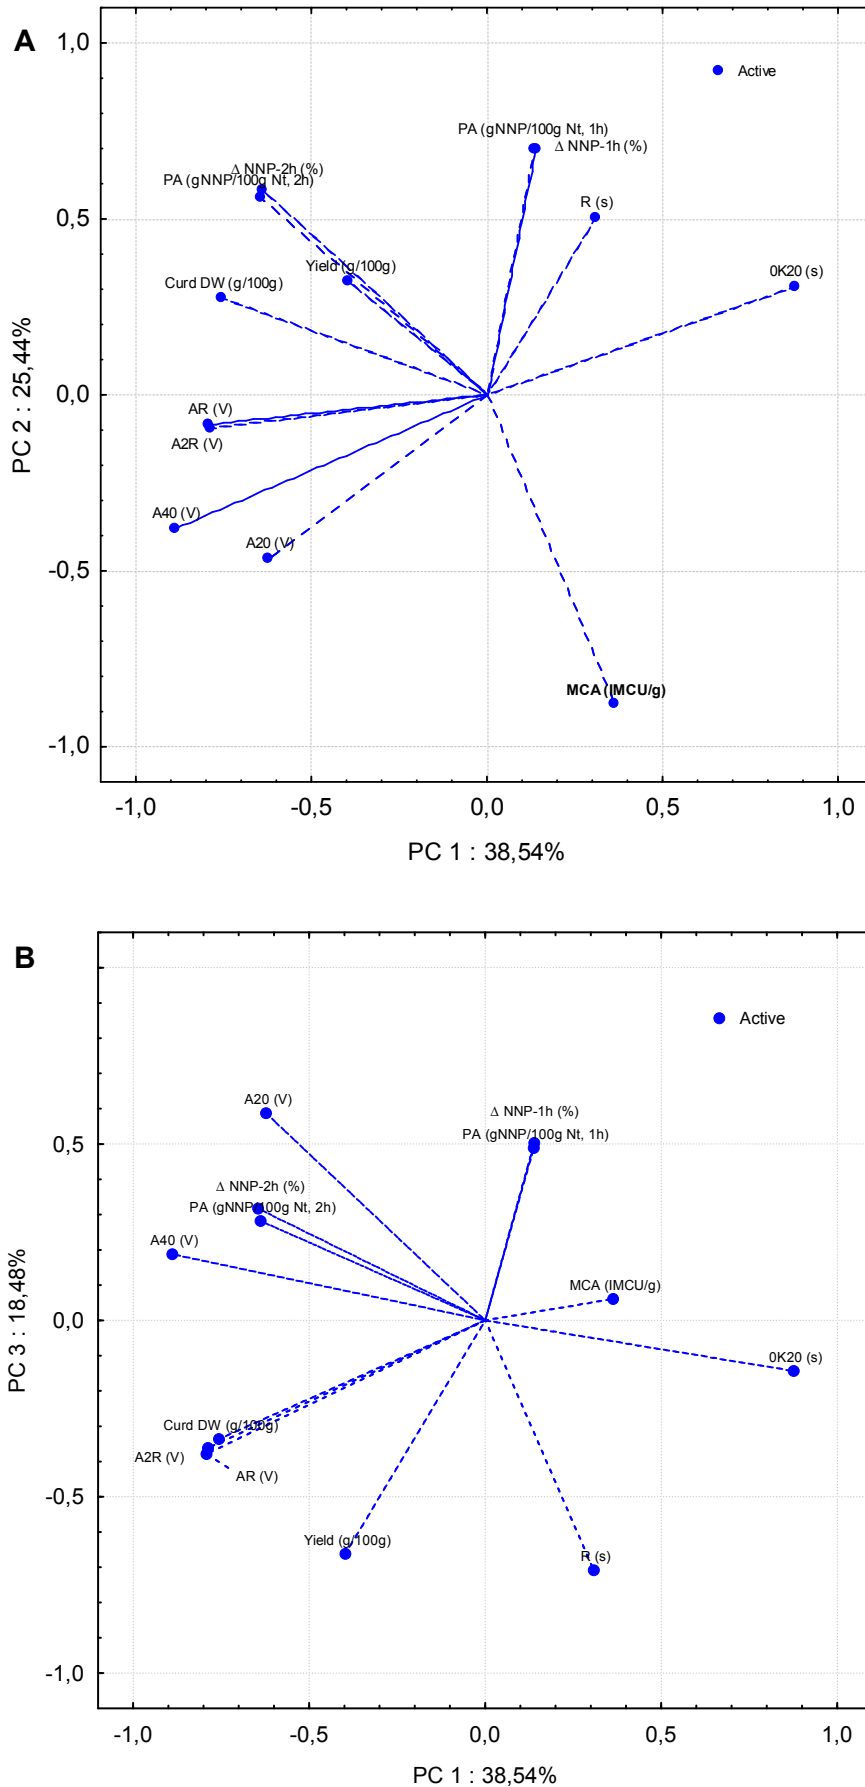 A
1,0
Active
PA (gNNP/100g Nt, 1h)
Δ NNP-1h (%)
Δ NNP-2h (%)
PA (gNNP/100g Nt, 2h)
0,5
R (s)
Yield (g/100g)
0K20 (s)
Curd DW (g/100g)
0,0
AR (V)
A2R (V)
A40 (V)
A20 (V)
-0,5
MCA (IMCU/g)
-1,0
PC 2 : 25,44%
-1,0
-0,5
0,0
0,5
1,0
PC 1 : 38,54%
B
Active
A20 (V)
Δ NNP-1h (%)
PA (gNNP/100g Nt, 1h)
0,5
Δ NNP-2h (%)
PA (gNNP/100g Nt, 2h)
A40 (V)
MCA (IMCU/g)
0,0
0K20 (s)
Curd DW (g/100g)
A2R (V)
AR (V)
-0,5
Yield (g/100g)
R (s)
-1,0
PC 3 : 18,48%
-1,0
-0,5
0,0
0,5
1,0
PC 1 : 38,54%